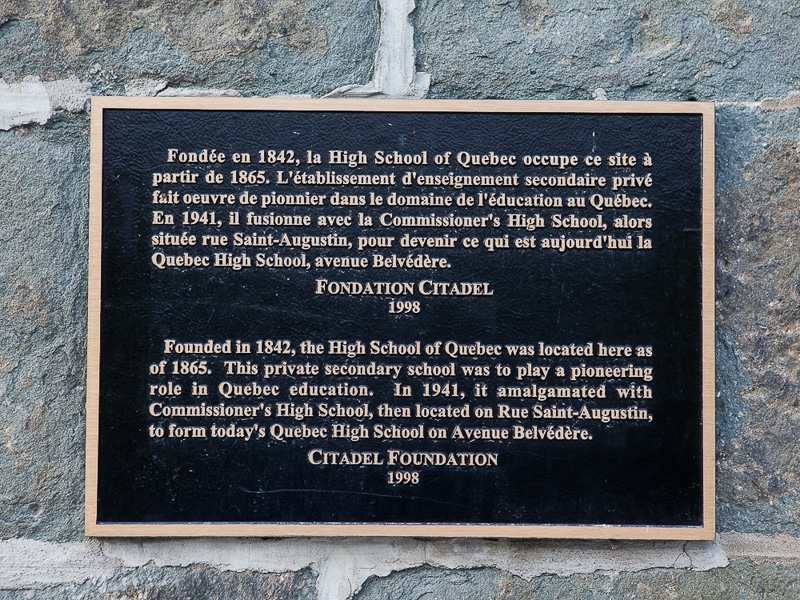 Fondée en 1842, la High School of Quebec occupe ce site à
partir de 1865. L'établissement d'enseignement secondaire privé
fait oeuvre de pionnier dans le domaine de l'éducation au Québec.
En 1941, il fusionne avec la Commissioner's High School, alors
située rue Saint-Augustin, pour devenir ce qui est aujourd'hui la
Quebec High School, avenue Belvédère.
FONDATION CITADEL
1998
Founded in 1842, the High School of Quebec was located here as
of 1865. This private secondary school was to play a pioneering
role in Quebec education. In 1941, it amalgamated with
Commissioner's High School, then located on Rue Saint-Augustin,
to form today's Quebec High School on Avenue Belvédère.
CITADEL FOUNDATION
1998